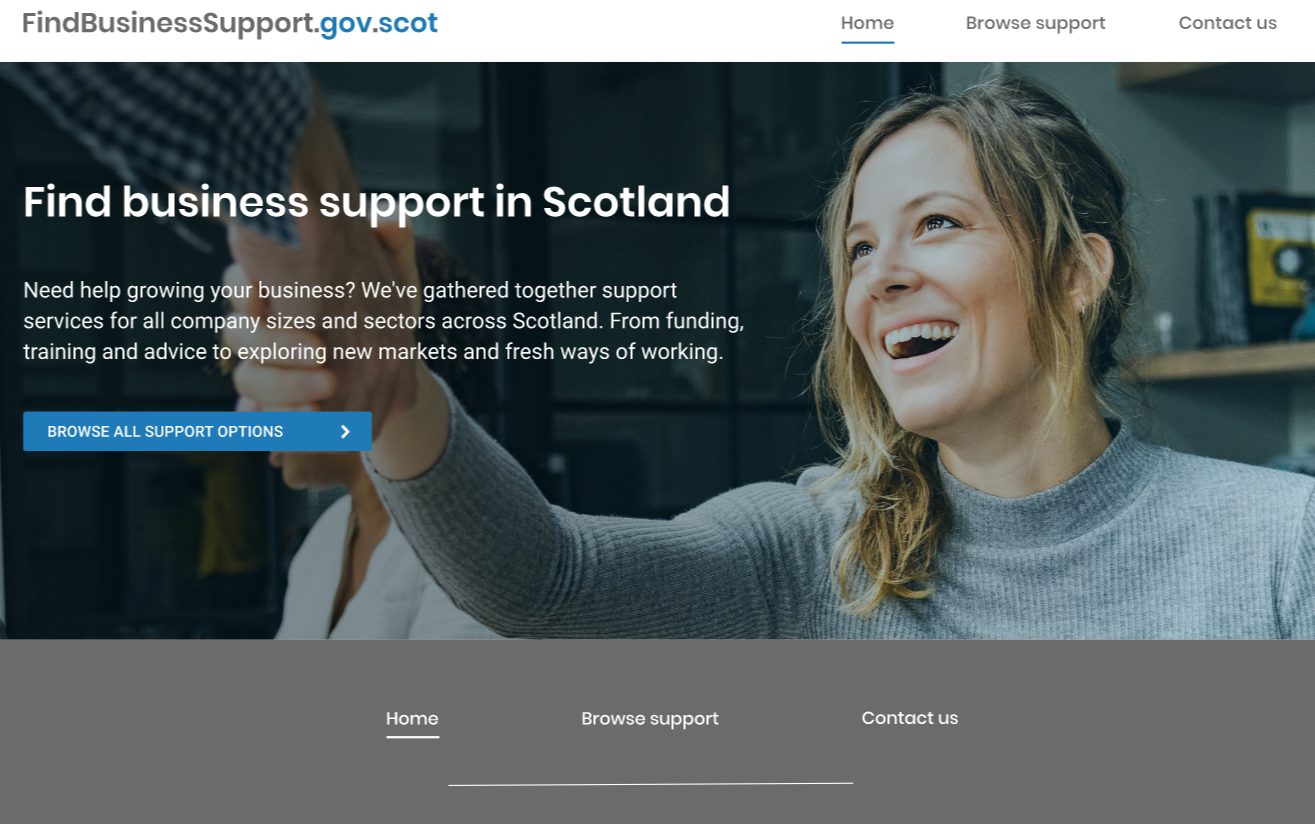 FindBusinessSupport.gov.scot
Home
Browse support
Contact us
Find business support in Scotland
Need help growing your business? We've gathered together support
services for all company sizes and sectors across Scotland. From funding,
training and advice to exploring new markets and fresh ways of working.
BROWSE ALL SUPPORT OPTIONS
Home
Browse support
Contact us